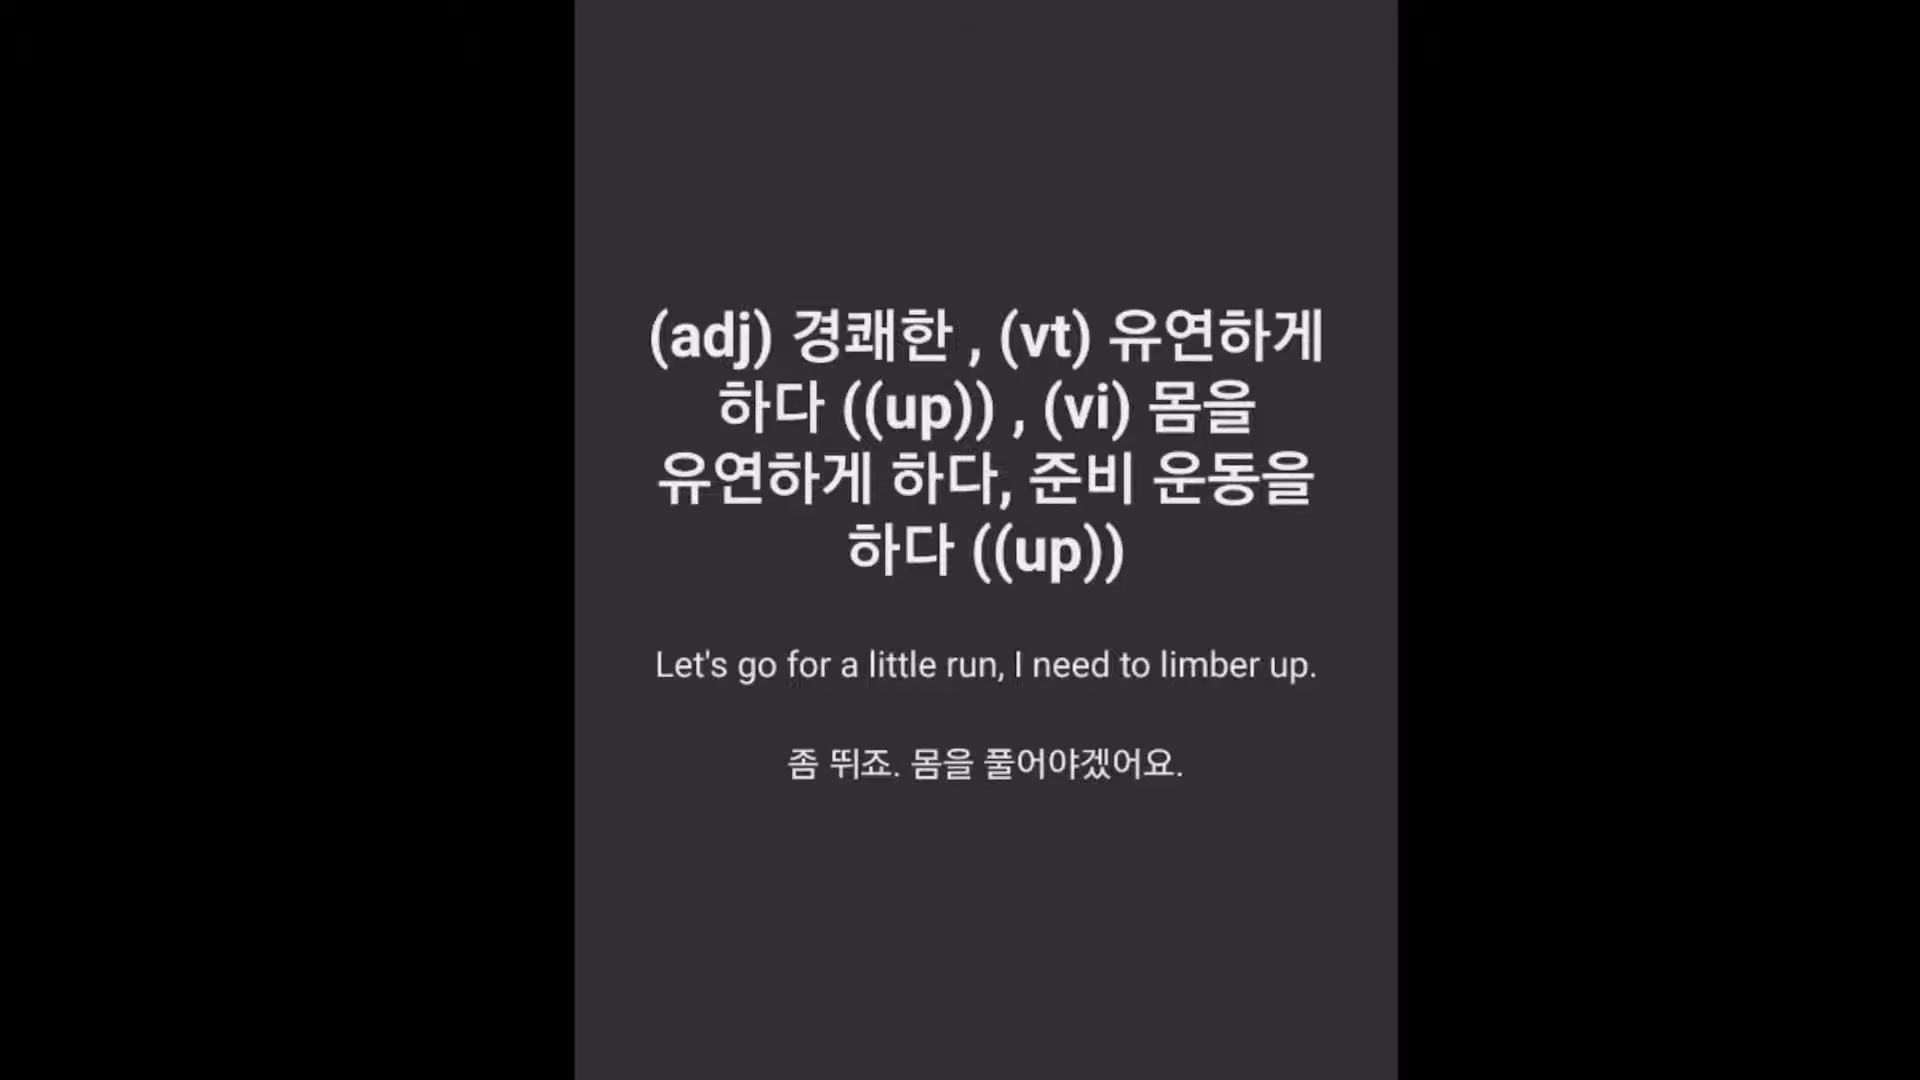 (adj) 경쾌한 , (vt) 유연하게
하다 ((up)) , (vi) 몸을
유연하게 하다, 준비 운동을
하다 ((up))
Let's go for a little run, I need to limber up.
좀 뛰죠. 몸을 풀어야겠어요.